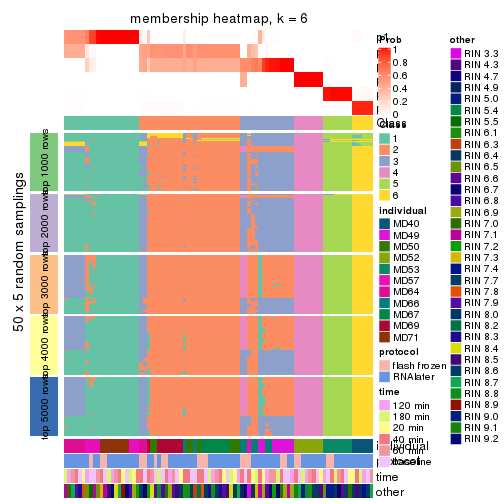 membership heatmap, k = 6
50 x 5 random samplings
top 1000 rows
top 2000 rows
top 3000 rows
top 4000 rows
top 5000 rows
Prob
1
0.8
0.6
0.4
0.2
0
Class
1
2
3
4
5
6
individual
MD40
MD49
MD50
MD52
MD53
MD57
MD64
MD66
MD67
MD69
MD71
protocol
flash frozen
RNAlater
time
120 min
180 min
20 min
40 min
60 min
individual
time
other
other
RIN 3.3
RIN 4.3
RIN 4.7
RIN 4.9
RIN 5.0
RIN 5.4
RIN 5.5
RIN 6.1
RIN 6.3
RIN 6.4
RIN 6.5
RIN 6.6
RIN 6.7
RIN 6.8
RIN 6.9
RIN 7.0
RIN 7.1
RIN 7.2
RIN 7.3
RIN 7.4
RIN 7.7
RIN 7.8
RIN 7.9
RIN 8.0
RIN 8.2
RIN 8.3
RIN 8.4
RIN 8.5
RIN 8.6
RIN 8.7
RIN 8.8
RIN 8.9
RIN 9.0
RIN 9.1
RIN 9.2